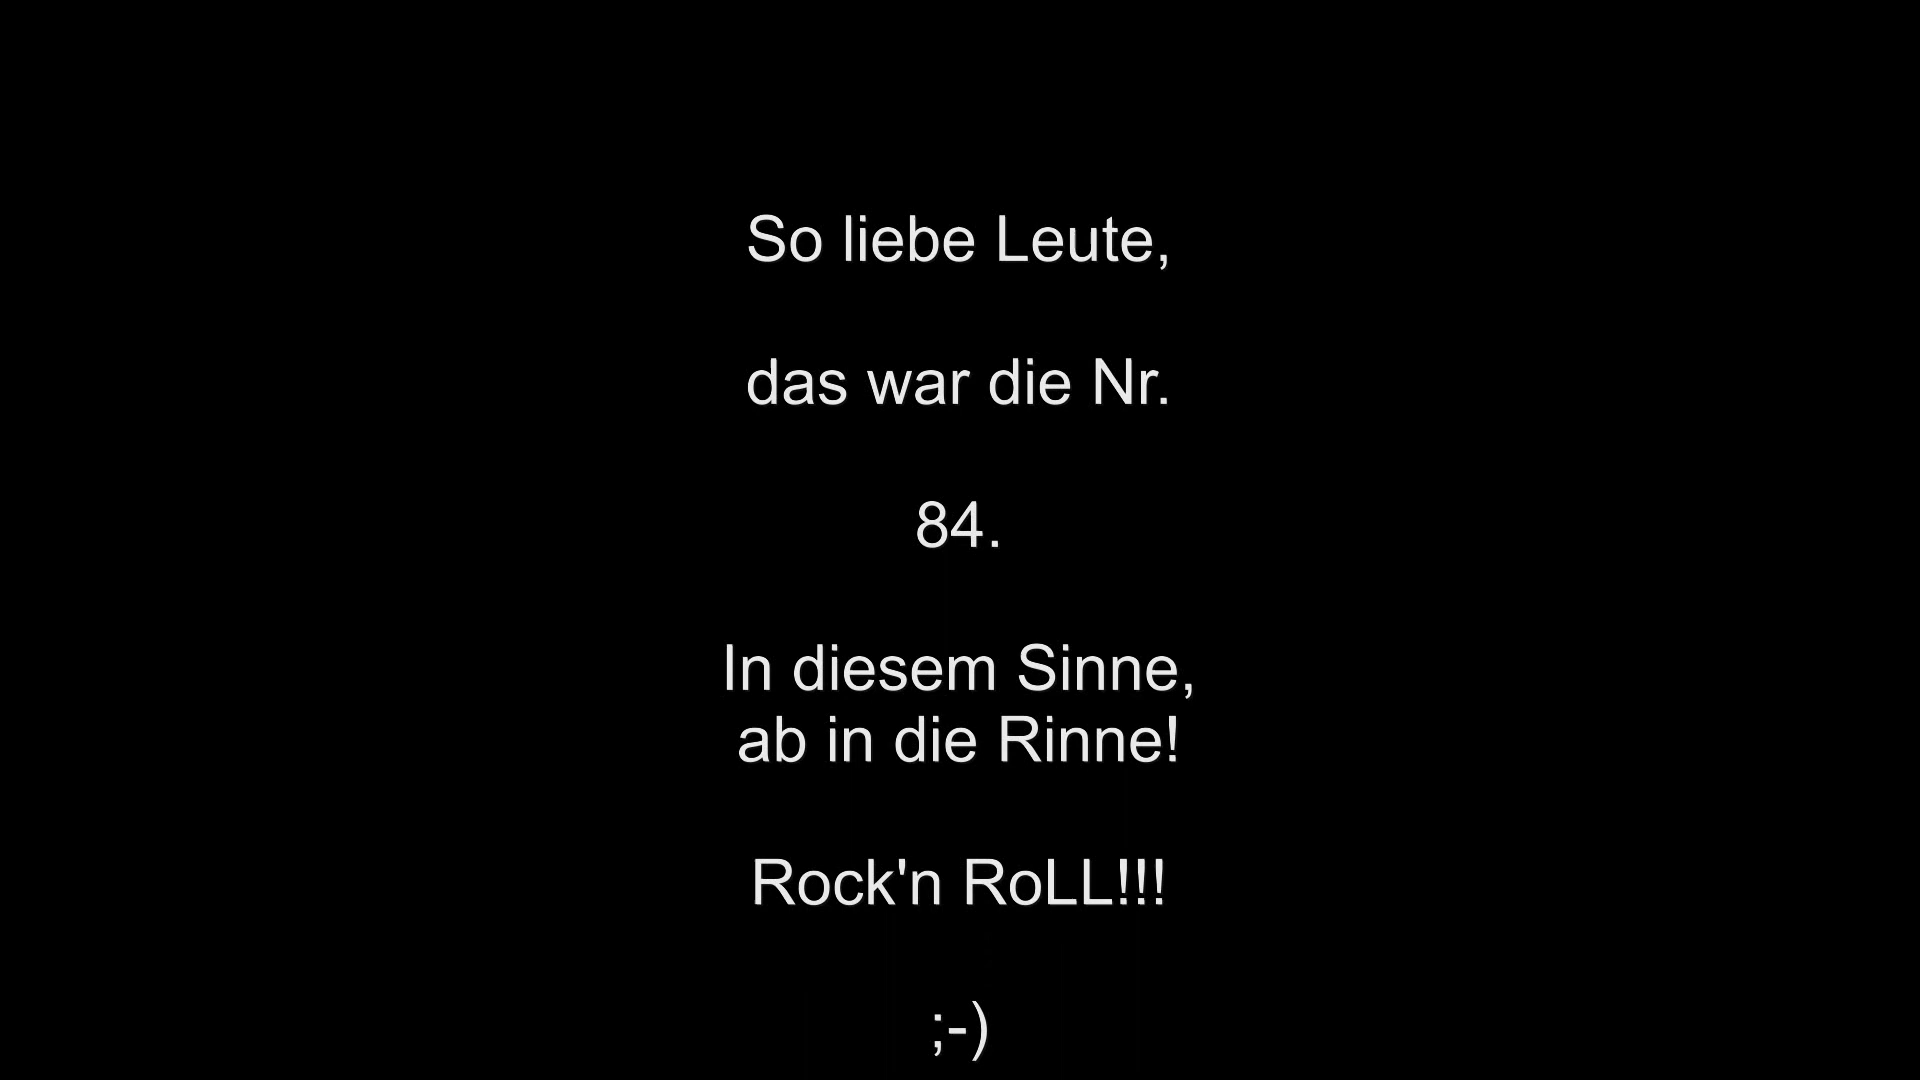 So liebe Leute,
das war die Nr.
84.
In diesem Sinne,
ab in die Rinne!
Rock'n RoLL!!!
;-)